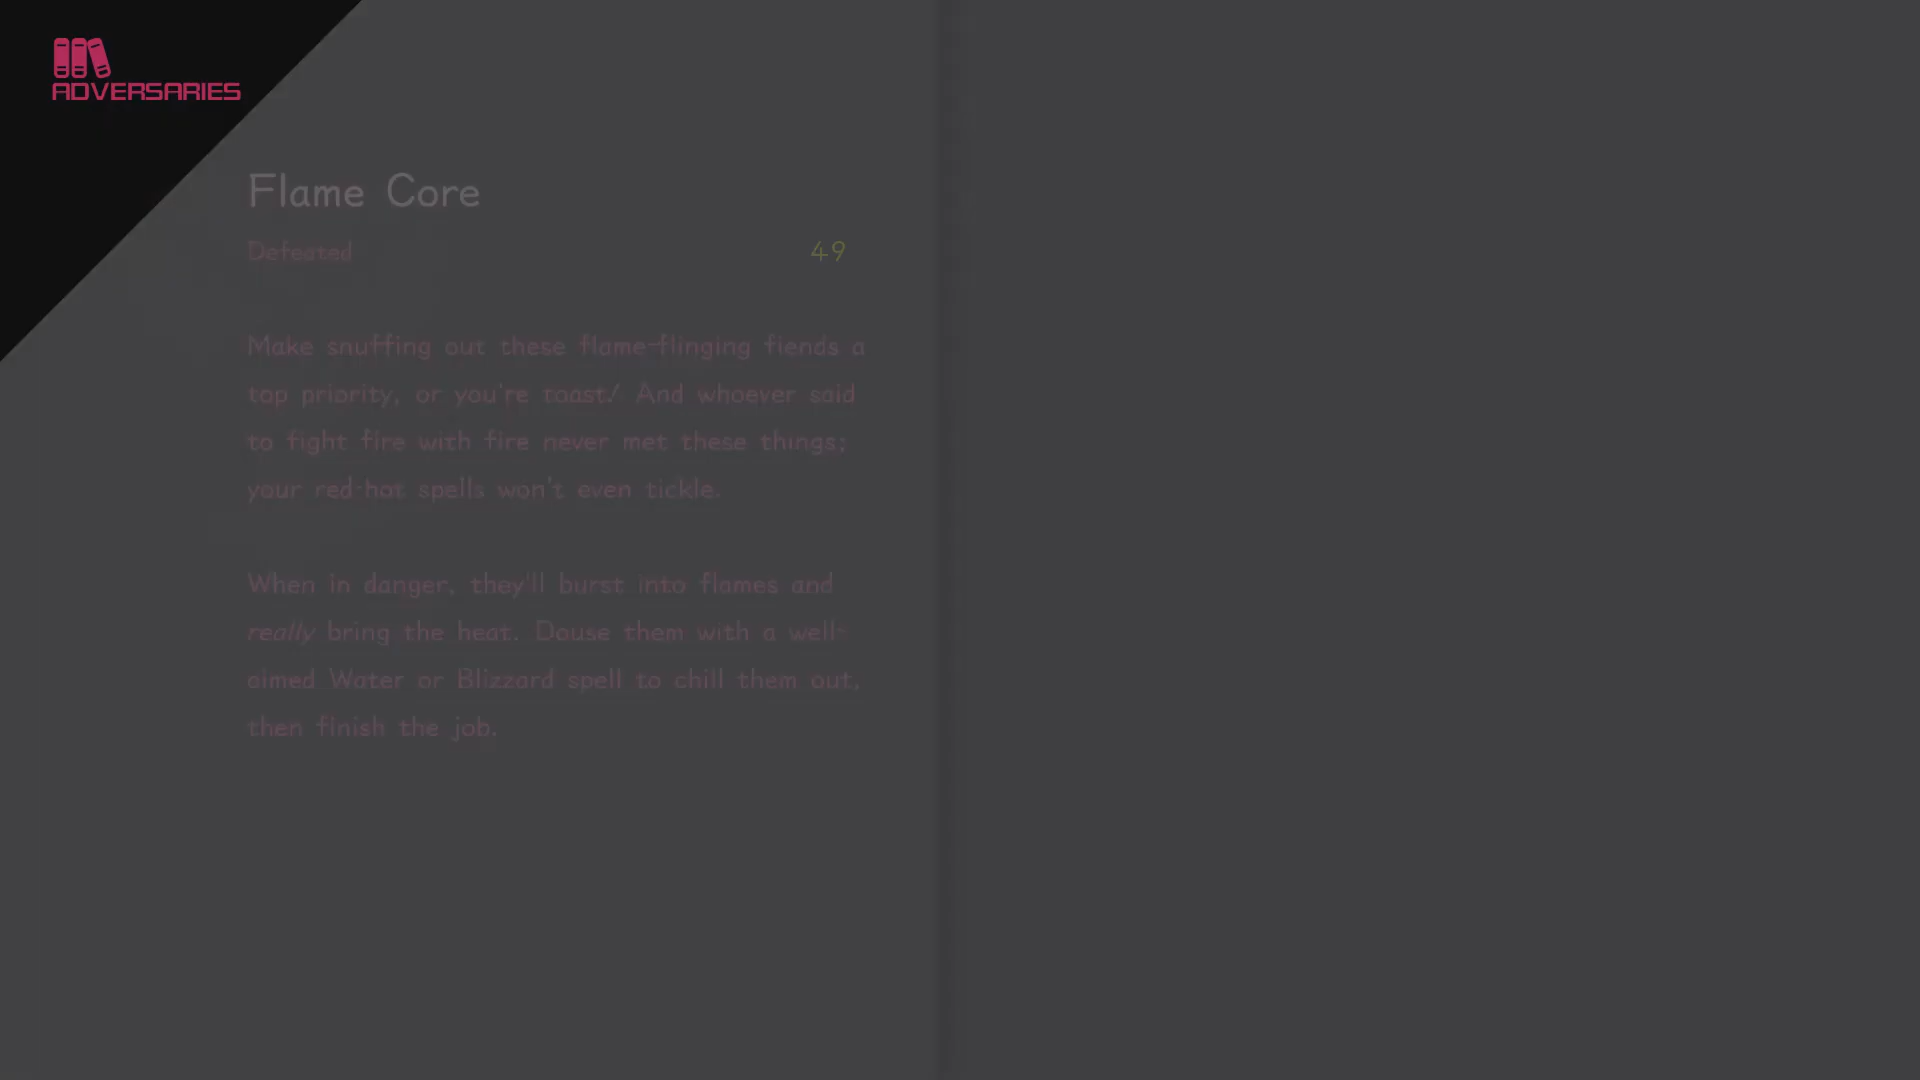 ADVERSARIES
Flame Core
Defeated 49
Make snuffing out these flame-flinging fiends a
top priority, or you're toast! And whoever said
to fight fire with fire never met these things;
your red-hot spells won't even tickle.
When in danger, they'll burst into flames and
really bring the heat. Douse them with a well-
aimed Water or Blizzard spell to chill them out,
then finish the job.